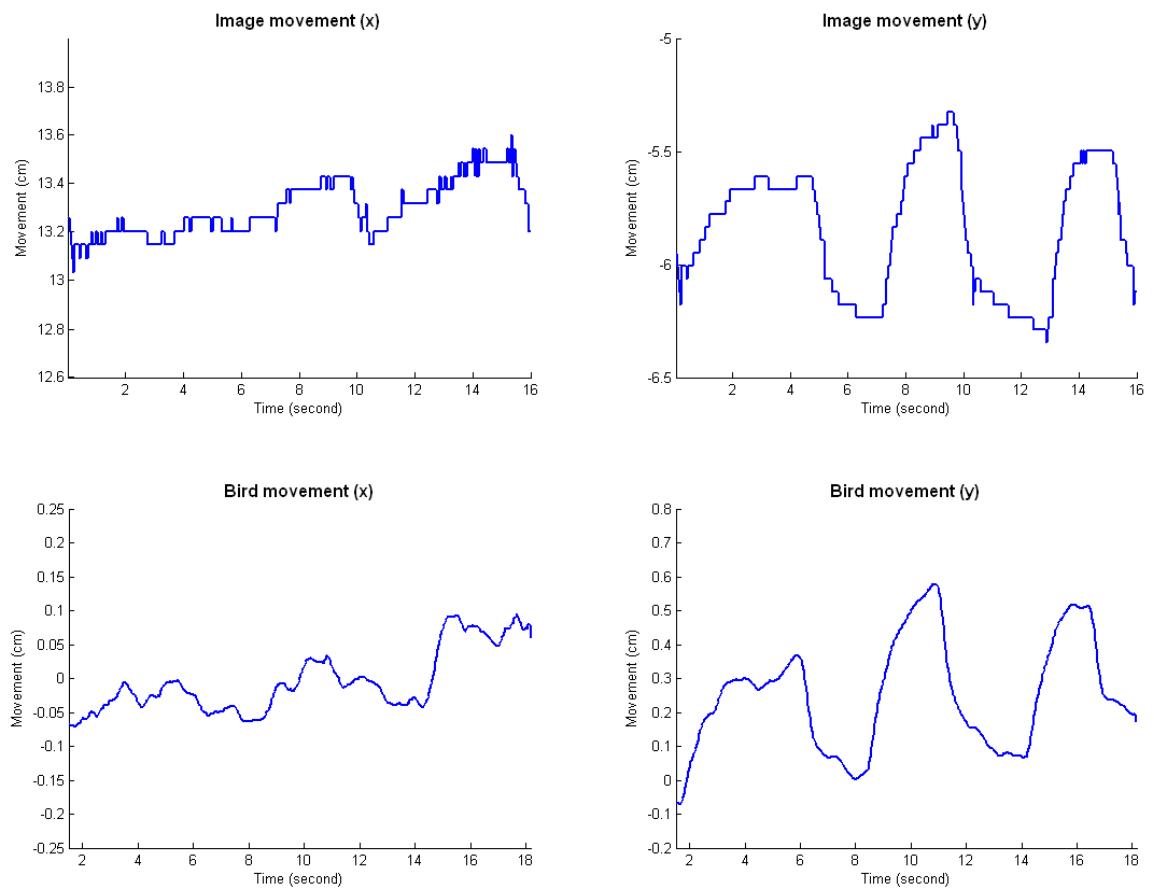 Image movement (x)
Movement (cm)
13.8
13.6
13.4
13.2
13
12.8
12.6
2 4 6 8 10 12 14 16
Time (second)
Image movement (y)
Movement (cm)
-5
-5.5
-6
-6.5
2 4 6 8 10 12 14 16
Time (second)
Bird movement (x)
Movement (cm)
0.25
0.2
0.15
0.1
0.05
0
-0.05
-0.1
-0.15
-0.2
-0.25
2 4 6 8 10 12 14 16 18
Time (second)
Bird movement (y)
Movement (cm)
0.8
0.7
0.6
0.5
0.4
0.3
0.2
0.1
0
-0.1
-0.2
2 4 6 8 10 12 14 16 18
Time (second)